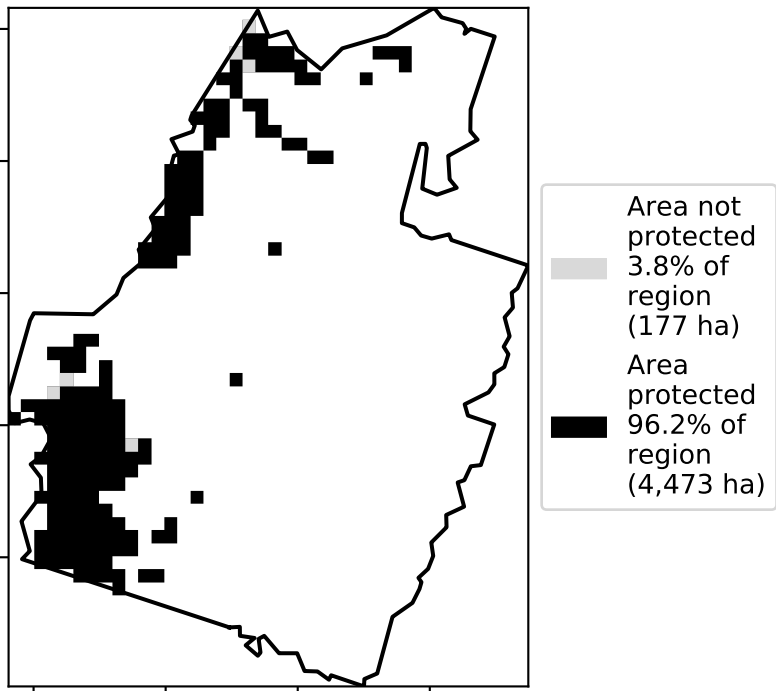 Area not
protected
3.8% of
region
(177 ha)
Area
protected
96.2% of
region
(4,473 ha)